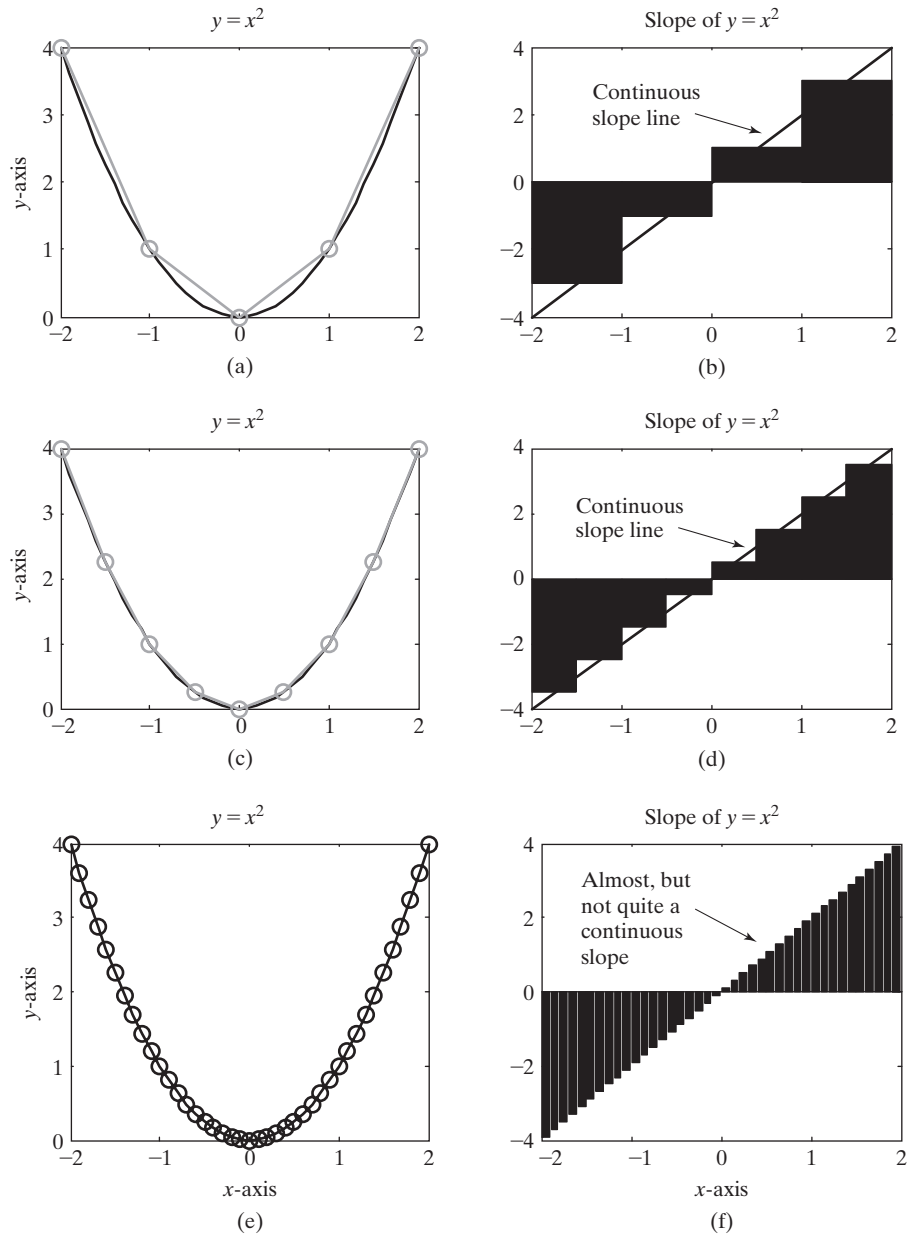 y = x²
4
3
2
1
0
y-axis
−2
−1
0
1
2
(a)
Slope of y = x²
Continuous
slope line
4
2
0
−2
−4
−2
−1
0
1
2
(b)
y = x²
4
3
2
1
0
y-axis
−2
−1
0
1
2
(c)
Slope of y = x²
Continuous
slope line
4
2
0
−2
−4
−2
−1
0
1
2
(d)
y = x²
4
3
2
1
0
y-axis
−2
−1
0
1
2
x-axis
(e)
Slope of y = x²
Almost, but
not quite a
continuous
slope
4
2
0
−2
−4
−2
−1
0
1
2
x-axis
(f)